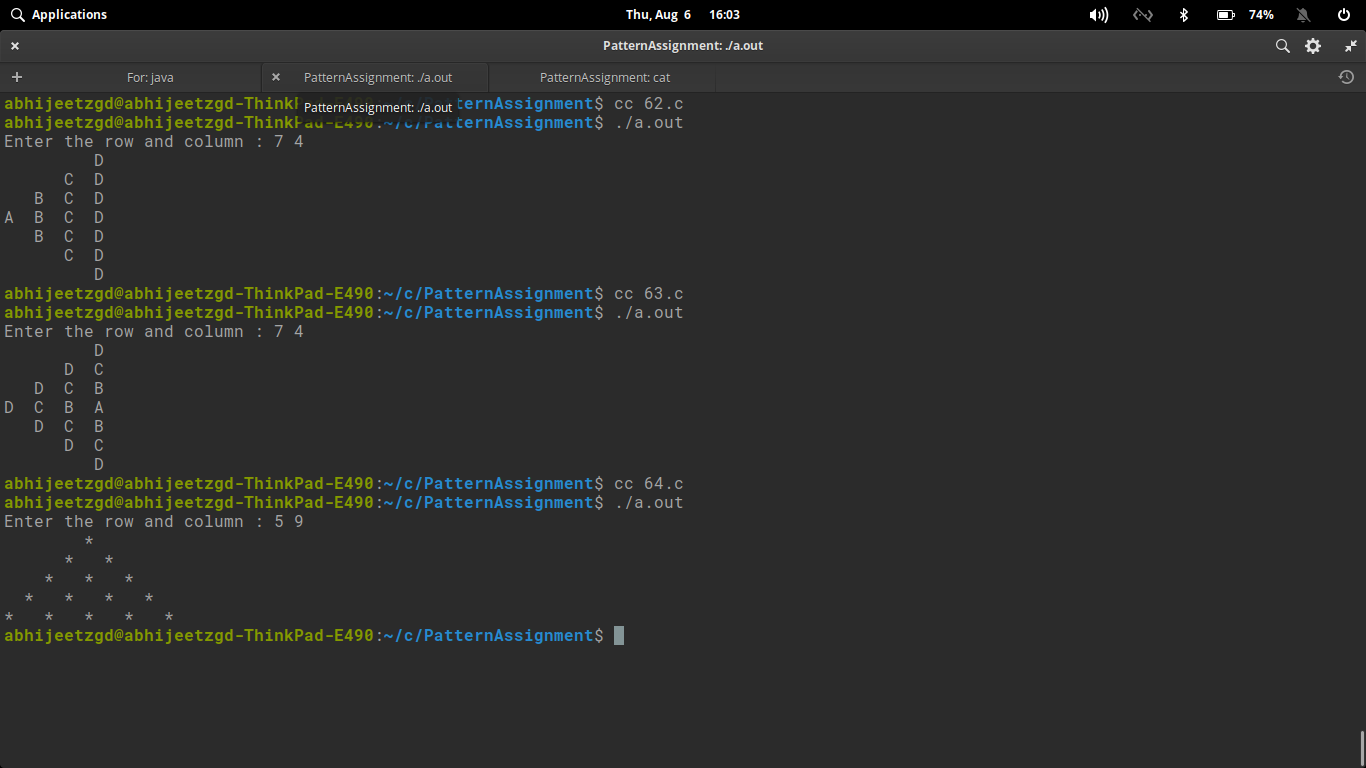 Applications Thu, Aug 6 16:03 74%
PatternAssignment: ./a.out
For: java PatternAssignment: ./a.out PatternAssignment: cat
abhijeetzgd@abhijeetzgd-ThinkP PatternAssignment: ./a.out ternAssignment$ cc 62.c
abhijeetzgd@abhijeetzgd-ThinkPad-E490:~/c/PatternAssignment$ ./a.out
Enter the row and column : 7 4
         D
      C  D
   B  C  D
A  B  C  D
   B  C  D
      C  D
         D
abhijeetzgd@abhijeetzgd-ThinkPad-E490:~/c/PatternAssignment$ cc 63.c
abhijeetzgd@abhijeetzgd-ThinkPad-E490:~/c/PatternAssignment$ ./a.out
Enter the row and column : 7 4
         D
      D  C
   D  C  B
D  C  B  A
   D  C  B
      D  C
         D
abhijeetzgd@abhijeetzgd-ThinkPad-E490:~/c/PatternAssignment$ cc 64.c
abhijeetzgd@abhijeetzgd-ThinkPad-E490:~/c/PatternAssignment$ ./a.out
Enter the row and column : 5 9
        *
      *   *
    *   *   *
  *   *   *   *
*   *   *   *   *
abhijeetzgd@abhijeetzgd-ThinkPad-E490:~/c/PatternAssignment$